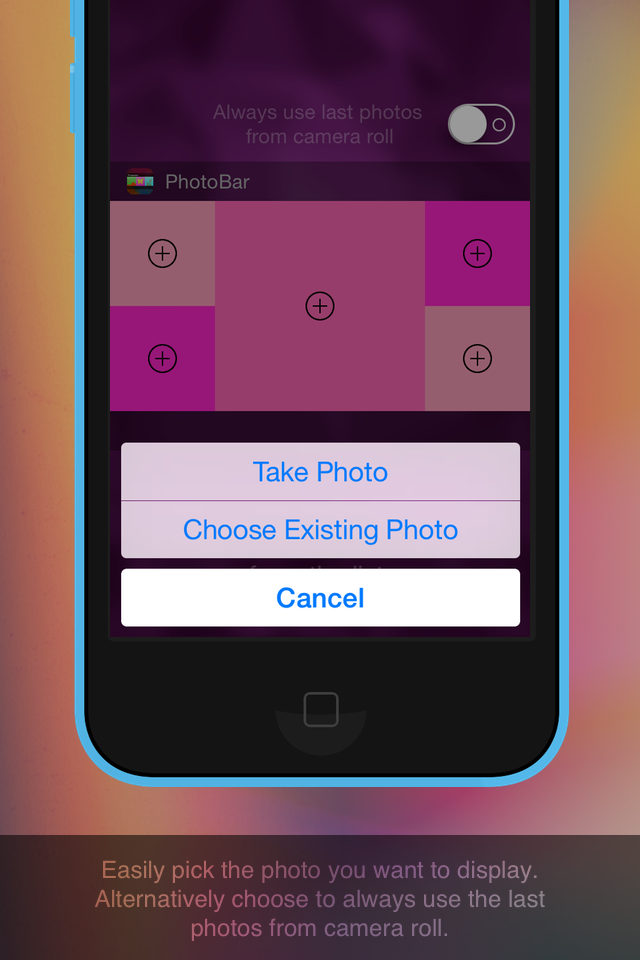 Always use last photos
from camera roll
PhotoBar
Take Photo
Choose Existing Photo
Cancel
Easily pick the photo you want to display.
Alternatively choose to always use the last
photos from camera roll.